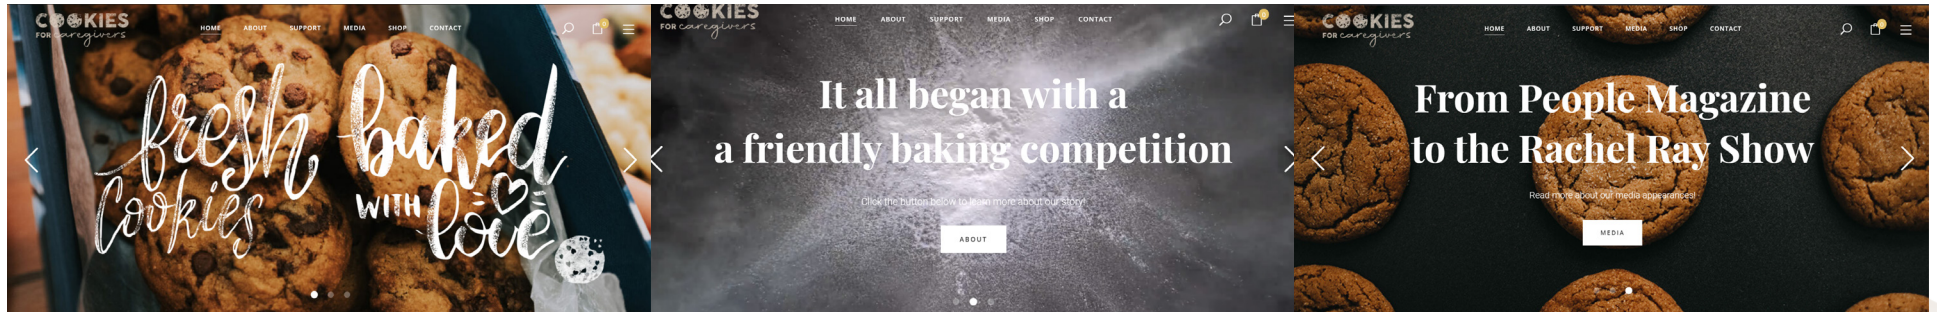 COOKIES
FOR caregivers
HOME ABOUT SUPPORT MEDIA SHOP CONTACT
0
fresh baked
Cookies WITH love
COOKIES
FOR caregivers
HOME ABOUT SUPPORT MEDIA SHOP CONTACT
0
It all began with a
a friendly baking competition
Click the button below to learn more about our story!
ABOUT
COOKIES
FOR caregivers
HOME ABOUT SUPPORT MEDIA SHOP CONTACT
0
From People Magazine
to the Rachel Ray Show
Read more about our media appearances!
MEDIA